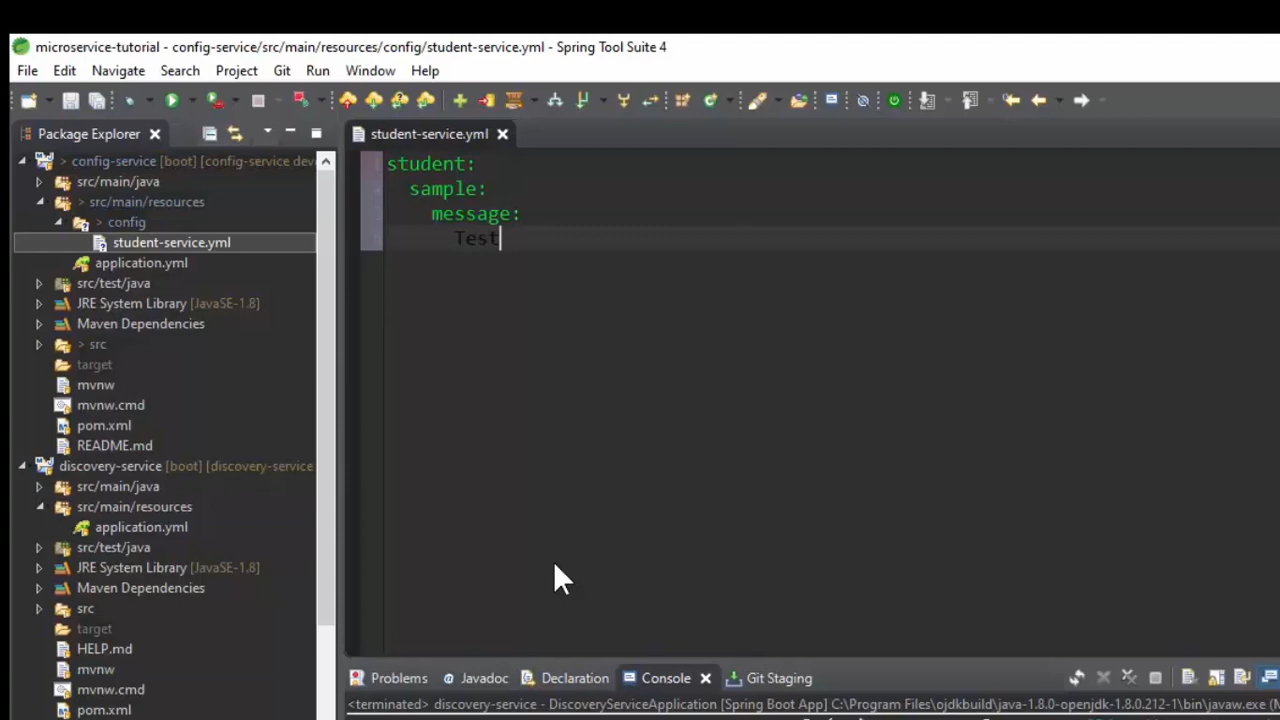 microservice-tutorial - config-service/src/main/resources/config/student-service.yml - Spring Tool Suite 4
File Edit Navigate Search Project Git Run Window Help
Package Explorer
> config-service [boot] [config-service deve
src/main/java
> src/main/resources
> config
student-service.yml
application.yml
src/test/java
JRE System Library [JavaSE-1.8]
Maven Dependencies
> src
target
mvnw
mvnw.cmd
pom.xml
README.md
discovery-service [boot] [discovery-service
src/main/java
src/main/resources
application.yml
src/test/java
JRE System Library [JavaSE-1.8]
Maven Dependencies
src
target
HELP.md
mvnw
mvnw.cmd
pom.xml
student-service.yml
student:
sample:
message:
Test
Problems @ Javadoc Declaration Console Git Staging
<terminated> discovery-service - DiscoveryServiceApplication [Spring Boot App] C:\Program Files\ojdkbuild\java-1.8.0-openjdk-1.8.0.212-1\bin\javaw.exe